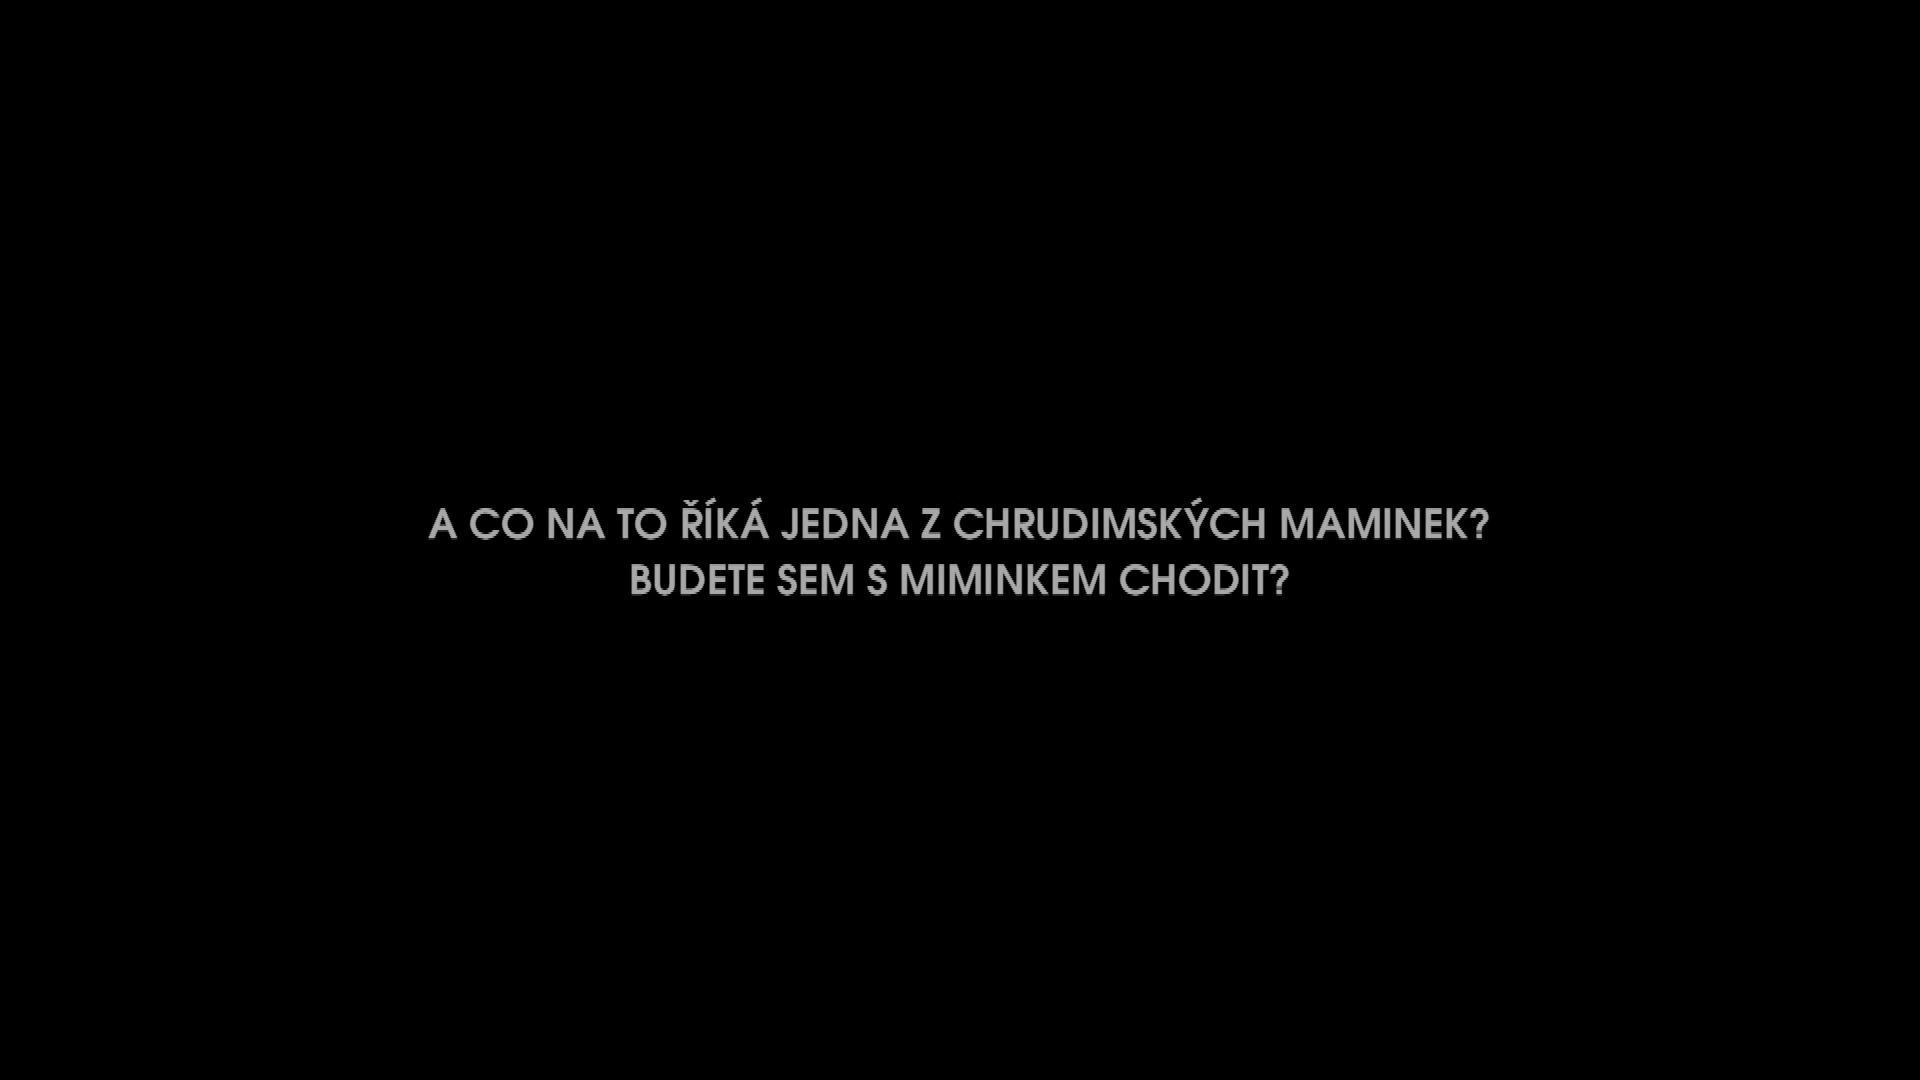 A CO NA TO ŘÍKÁ JEDNA Z CHRUDIMSKÝCH MAMINEK?
BUDETE SEM S MIMINKEM CHODIT?